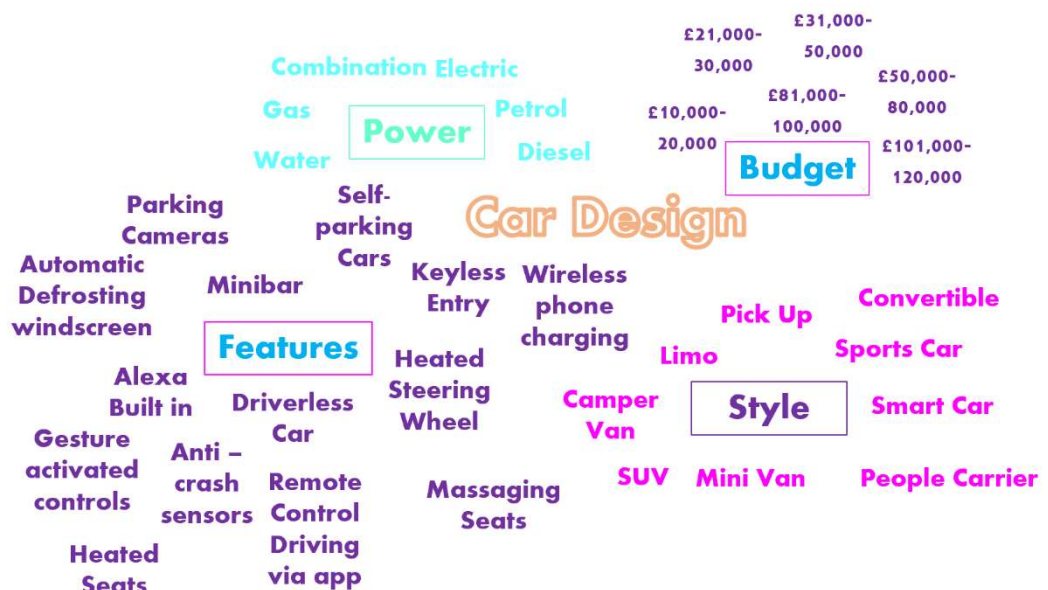 Combination
Electric
Gas
Power
Petrol
Water
Diesel
£21,000-
30,000
£31,000-
50,000
£50,000-
80,000
£10,000-
20,000
£81,000-
100,000
£101,000-
120,000
Budget
Car Design
Parking
Cameras
Self-
parking
Cars
Automatic
Defrosting
windscreen
Minibar
Keyless
Entry
Wireless
phone
charging
Features
Alexa
Built in
Driverless
Car
Heated
Steering
Wheel
Gesture
activated
controls
Anti –
crash
sensors
Remote
Control
Driving
via app
Massaging
Seats
Heated
Seats
Pick Up
Convertible
Limo
Sports Car
Camper
Van
Style
Smart Car
SUV
Mini Van
People Carrier